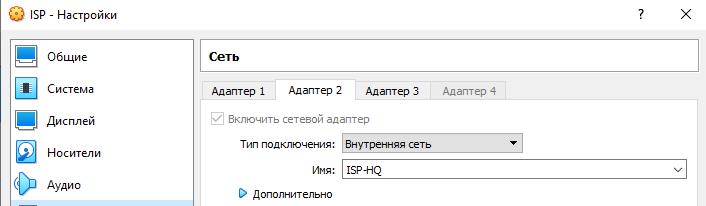 ISP - Настройки
?
Общие
Система
Дисплей
Носители
Аудио
Сеть
Адаптер 1 Адаптер 2 Адаптер 3 Адаптер 4
Включить сетевой адаптер
Тип подключения: Внутренняя сеть
Имя: ISP-HQ
Дополнительно